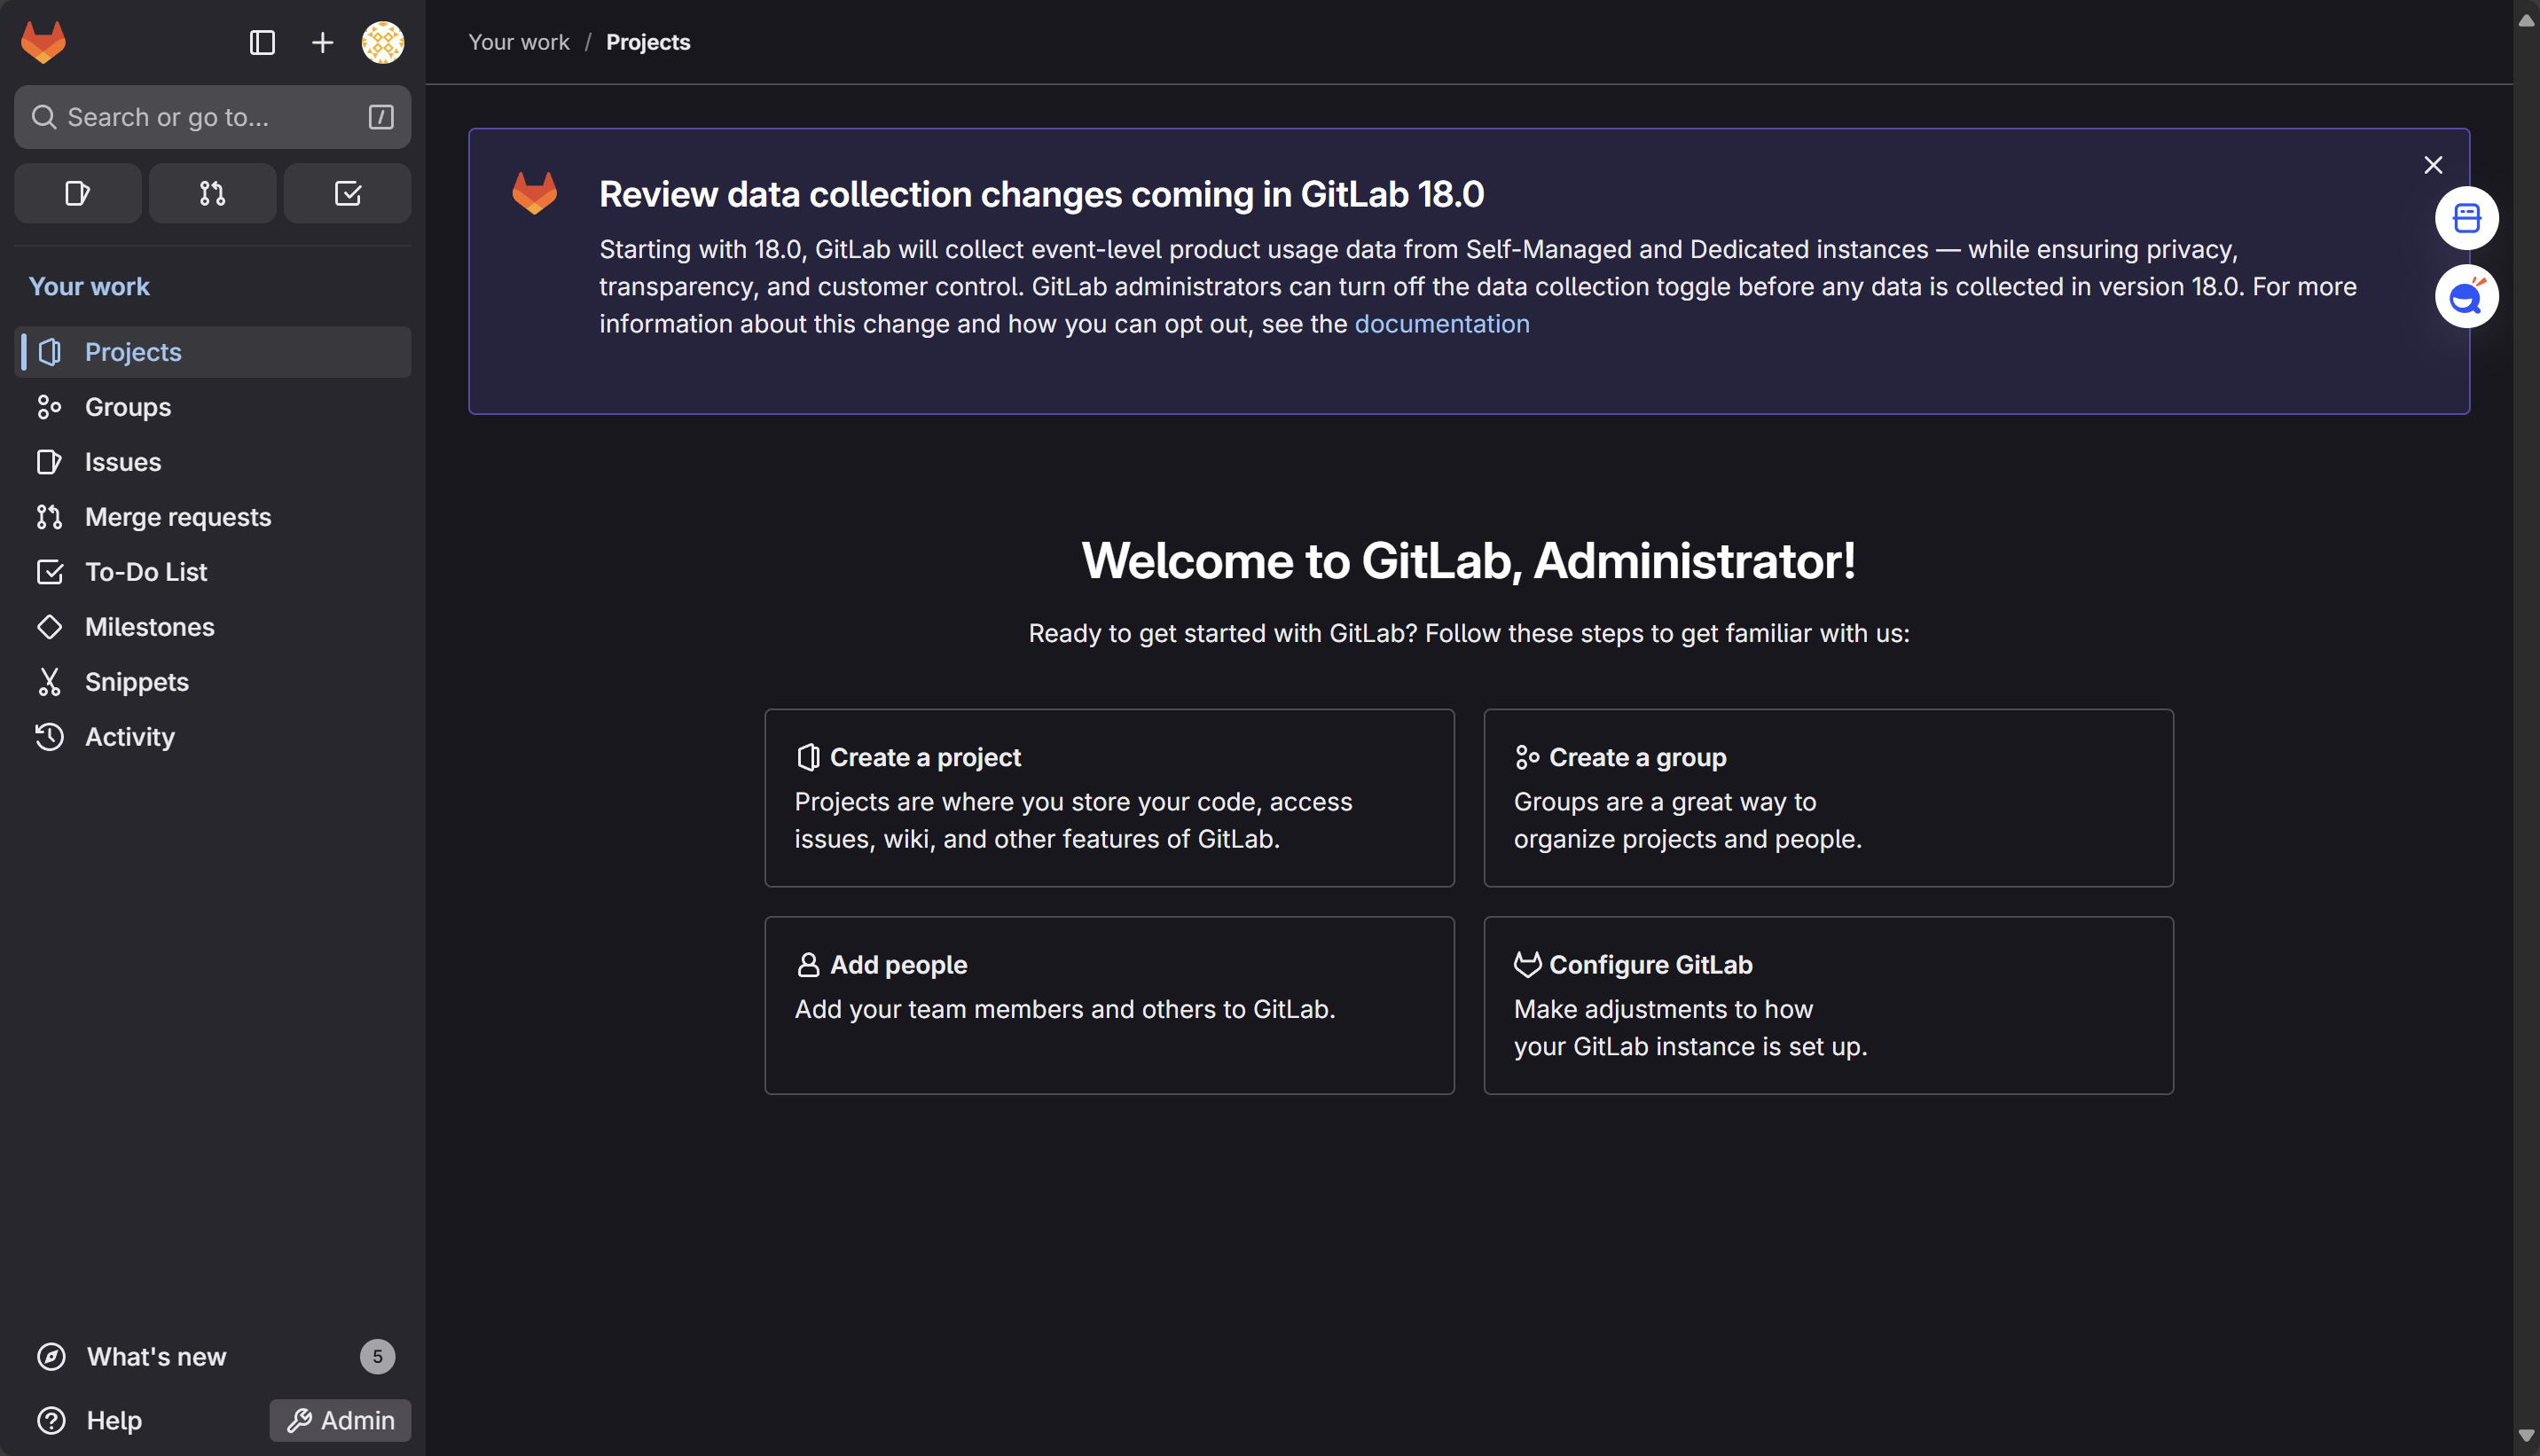 Your work / Projects
Search or go to... /
Your work
Projects
Groups
Issues
Merge requests
To-Do List
Milestones
Snippets
Activity
What's new 5
Help Admin
Review data collection changes coming in GitLab 18.0
Starting with 18.0, GitLab will collect event-level product usage data from Self-Managed and Dedicated instances — while ensuring privacy,
transparency, and customer control. GitLab administrators can turn off the data collection toggle before any data is collected in version 18.0. For more
information about this change and how you can opt out, see the documentation
Welcome to GitLab, Administrator!
Ready to get started with GitLab? Follow these steps to get familiar with us:
Create a project
Projects are where you store your code, access
issues, wiki, and other features of GitLab.
Create a group
Groups are a great way to
organize projects and people.
Add people
Add your team members and others to GitLab.
Configure GitLab
Make adjustments to how
your GitLab instance is set up.